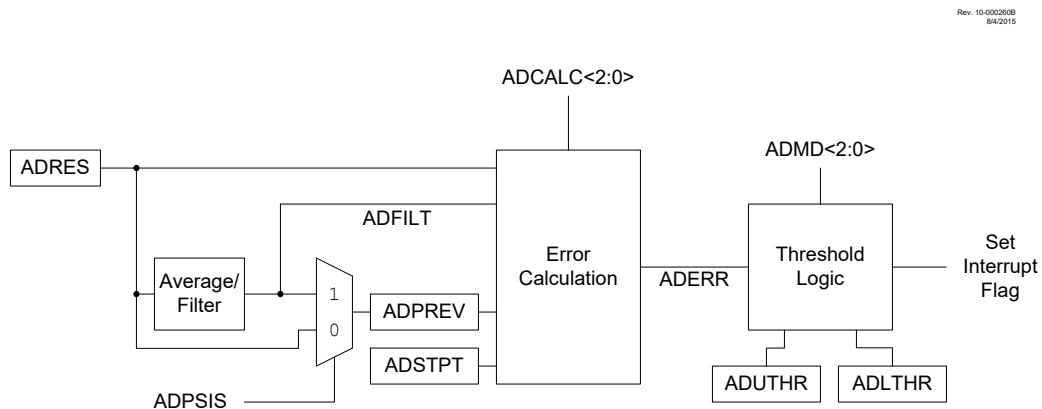 Rev. 10-000260B
8/4/2015
ADCALC<2:0>
ADMD<2:0>
ADRES
ADFILT
Average/
Filter
1
0
ADPREV
ADSTPT
ADPSIS
Error
Calculation
ADERR
Threshold
Logic
Set
Interrupt
Flag
ADUTHR
ADLTHR